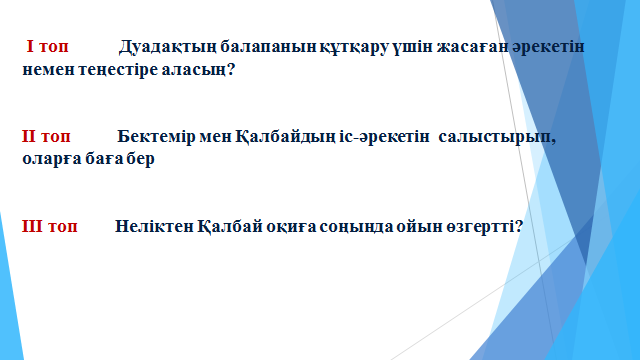 І топ Дуадақтың балапанын құтқару үшін жасаған әрекетін
немен теңестіре аласың?
ІІ топ Бектемір мен Қалбайдың іс-әрекетін салыстырып,
оларға баға бер
ІІІ топ Неліктен Қалбай оқиға соңында ойын өзгертті?